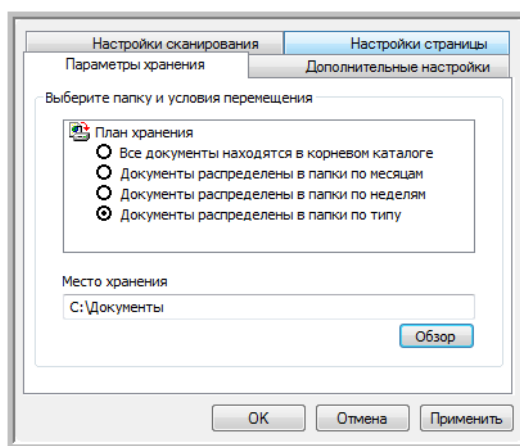 Настройки сканирования
Настройки страницы
Параметры хранения
Дополнительные настройки
Выберите папку и условия перемещения
План хранения
Все документы находятся в корневом каталоге
Документы распределены в папки по месяцам
Документы распределены в папки по неделям
Документы распределены в папки по типу
Место хранения
С:\Документы
Обзор
OK
Отмена
Применить